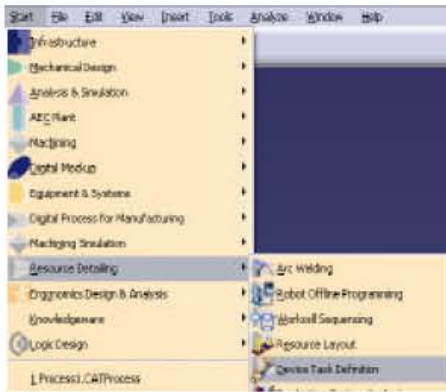 Start File Edit View Insert Tools Analyze Window Help
Infrastructure
Mechanical Design
Analysis & Simulation
AEC Plant
Machining
Digital Mockup
Equipment & Systems
Digital Process for Manufacturing
Machining Simulation
Resource Detailing
Ergonomics Design & Analysis
Knowledgeware
Logic Design
1 Process1.CATProcess
Arc Welding
Robot Offline Programming
Workcell Sequencing
Resource Layout
Device Task Definition